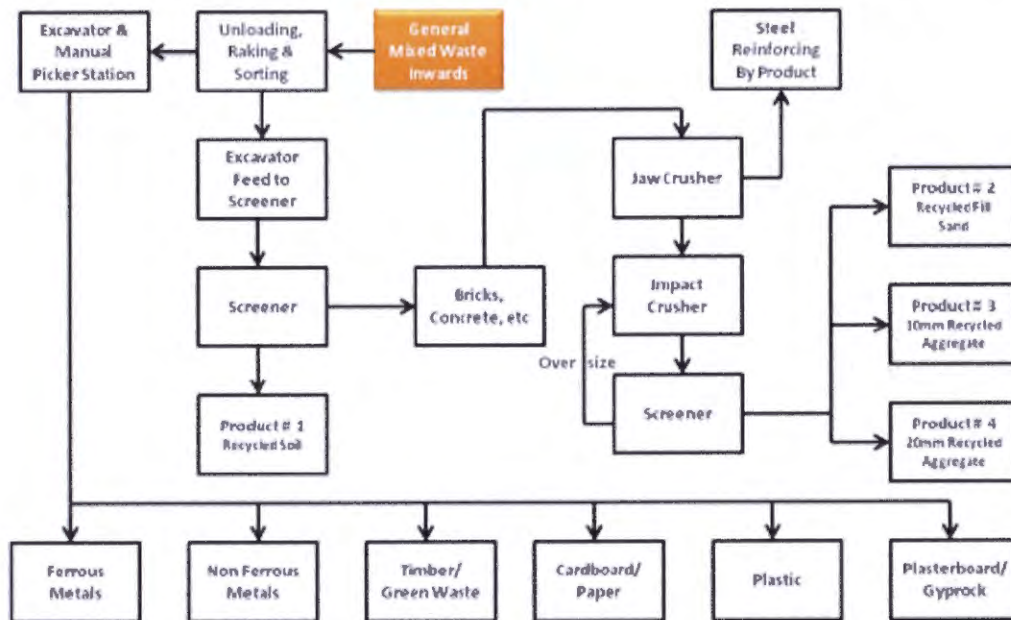 Excavator &
Manual
Picker Station
Unloading,
Raking &
Sorting
General
Mixed Waste
Inwards
Steel
Reinforcing
By Product
Excavator
Feed to
Screener
Jaw Crusher
Product # 2
Recycled Fill
Sand
Screener
Bricks,
Concrete, etc
Impact
Crusher
Product # 3
10mm Recycled
Aggregate
Over size
Product # 1
Recycled Soil
Screener
Product # 4
20mm Recycled
Aggregate
Ferrous
Metals
Non Ferrous
Metals
Timber/
Green Waste
Cardboard/
Paper
Plastic
Plasterboard/
Gyprock